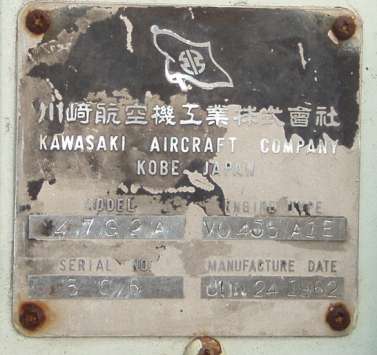 川崎航空機工業株式會社
KAWASAKI AIRCRAFT COMPANY
KOBE JAPAN
MODEL ENGINE TYPE
47G2A VO 435 A1E
SERIAL NO. MANUFACTURE DATE
JUN 24 1962